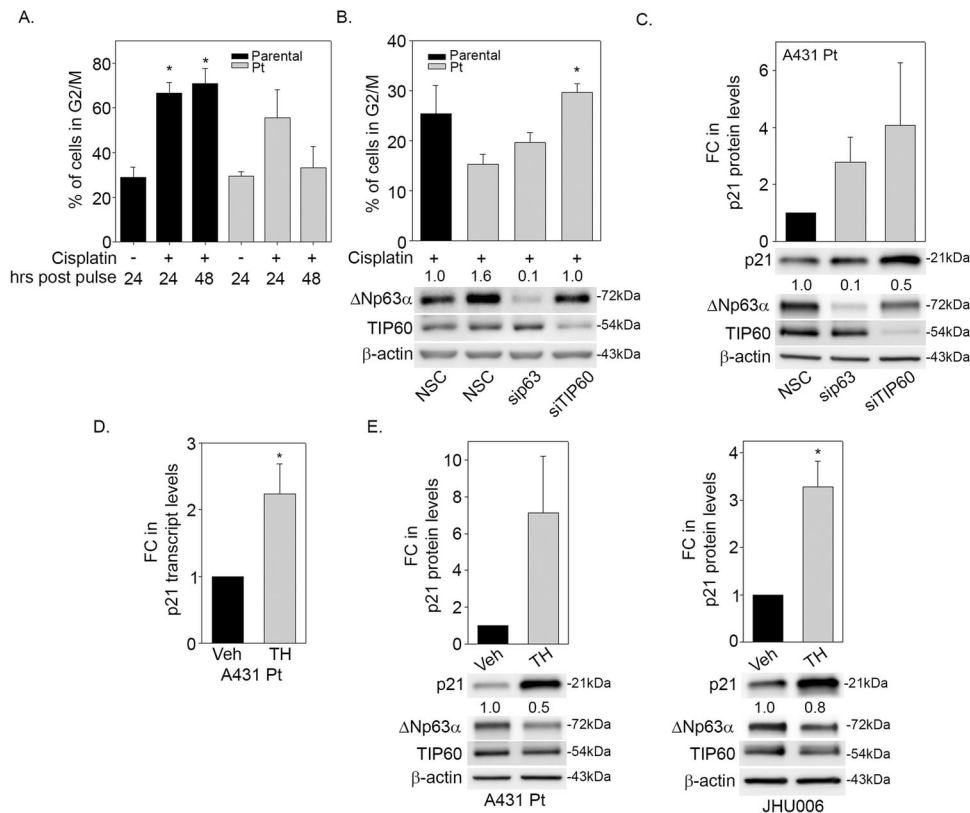 A.
% of cells in G2/M
100
80
60
40
20
0
Parental
Pt
* *
Cisplatin - + + - + +
hrs post pulse 24 24 48 24 24 48
B.
% of cells in G2/M
40
30
20
10
0
Parental
Pt
*
Cisplatin + + + +
1.0 1.6 0.1 1.0
ΔNp63α -72kDa
TIP60 -54kDa
β-actin -43kDa
NSC NSC sip63 siTIP60
C.
A431 Pt
FC in
p21 protein levels
6
4
2
0
p21 -21kDa
1.0 0.1 0.5
ΔNp63α -72kDa
TIP60 -54kDa
β-actin -43kDa
NSC sip63 siTIP60
D.
FC in
p21 transcript levels
3
2
1
0
*
Veh TH
A431 Pt
E.
FC in
p21 protein levels
10
8
6
4
2
0
Veh TH
p21 -21kDa
1.0 0.5
ΔNp63α -72kDa
TIP60 -54kDa
β-actin -43kDa
A431 Pt
FC in
p21 protein levels
4
3
2
1
0
*
Veh TH
p21 -21kDa
1.0 0.8
ΔNp63α -72kDa
TIP60 -54kDa
β-actin -43kDa
JHU006